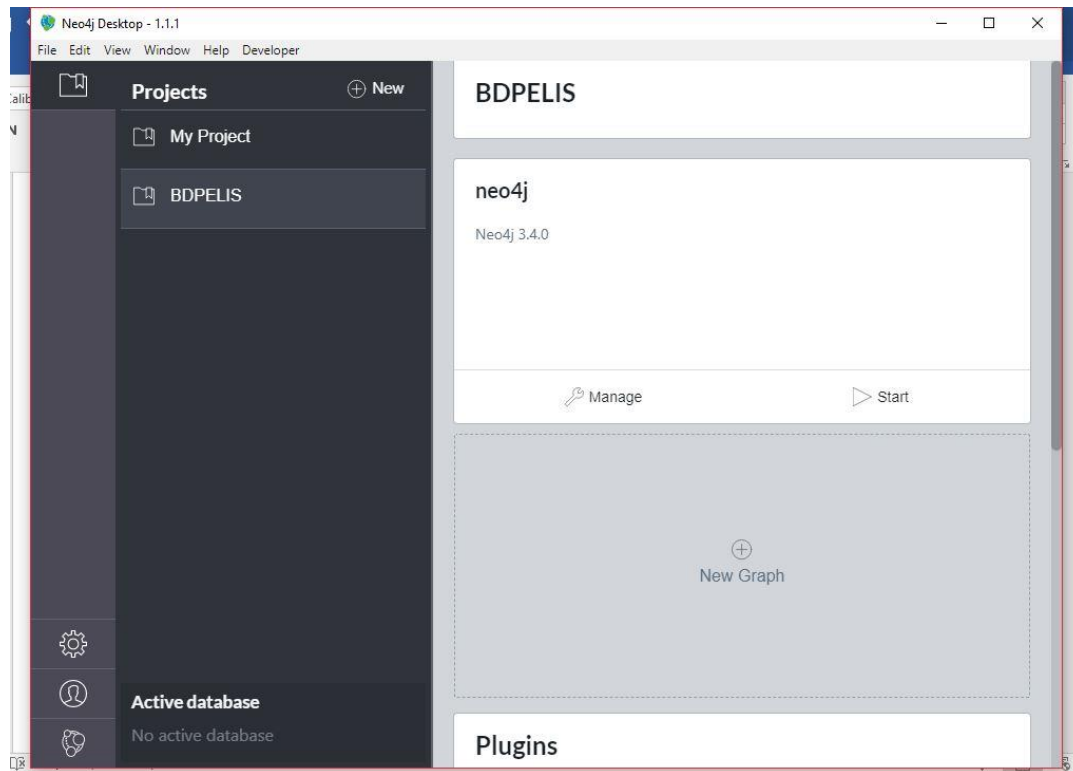 Neo4j Desktop - 1.1.1
File Edit View Window Help Developer
Projects
New
My Project
BDPELIS
Active database
No active database
BDPELIS
neo4j
Neo4j 3.4.0
Manage
Start
New Graph
Plugins